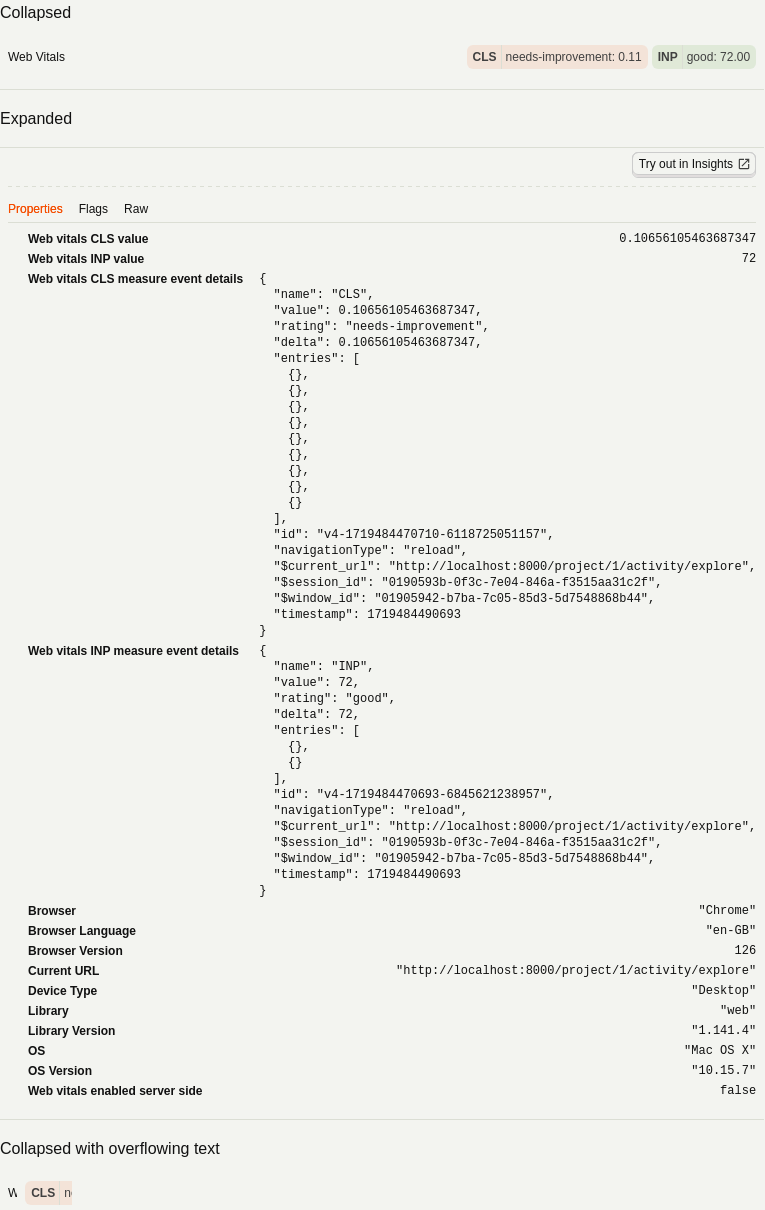 Collapsed
Web Vitals CLS needs-improvement: 0.11 INP good: 72.00
Expanded
Try out in Insights
Properties Flags Raw
Web vitals CLS value 0.10656105463687347
Web vitals INP value 72
Web vitals CLS measure event details {
"name": "CLS",
"value": 0.10656105463687347,
"rating": "needs-improvement",
"delta": 0.10656105463687347,
"entries": [
{},
{},
{},
{},
{},
{},
{},
{},
{}
],
"id": "v4-1719484470710-6118725051157",
"navigationType": "reload",
"$current_url": "http://localhost:8000/project/1/activity/explore",
"$session_id": "0190593b-0f3c-7e04-846a-f3515aa31c2f",
"$window_id": "01905942-b7ba-7c05-85d3-5d7548868b44",
"timestamp": 1719484490693
}
Web vitals INP measure event details {
"name": "INP",
"value": 72,
"rating": "good",
"delta": 72,
"entries": [
{},
{}
],
"id": "v4-1719484470693-6845621238957",
"navigationType": "reload",
"$current_url": "http://localhost:8000/project/1/activity/explore",
"$session_id": "0190593b-0f3c-7e04-846a-f3515aa31c2f",
"$window_id": "01905942-b7ba-7c05-85d3-5d7548868b44",
"timestamp": 1719484490693
}
Browser "Chrome"
Browser Language "en-GB"
Browser Version 126
Current URL "http://localhost:8000/project/1/activity/explore"
Device Type "Desktop"
Library "web"
Library Version "1.141.4"
OS "Mac OS X"
OS Version "10.15.7"
Web vitals enabled server side false
Collapsed with overflowing text
W CLS n